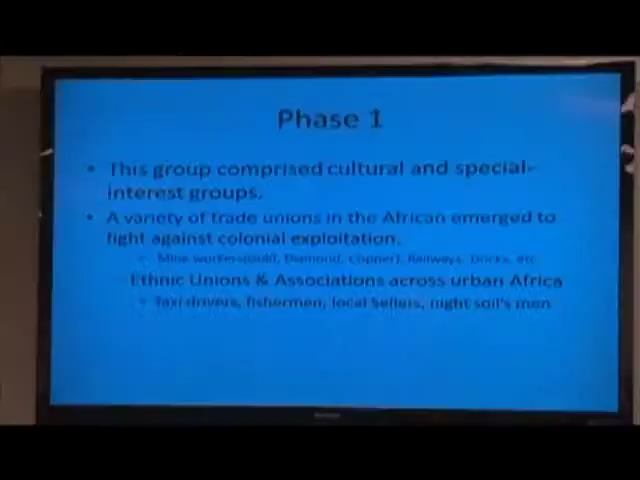 Phase 1
• This group comprised cultural and special-
interest groups.
• A variety of trade unions in the African emerged to
fight against colonial exploitation.
• Mine workers(Gold, Diamond, Copper), Railways, Docks, etc
Ethnic Unions & Associations across urban Africa
• Taxi drivers, fishermen, local Sellers, night soil's men